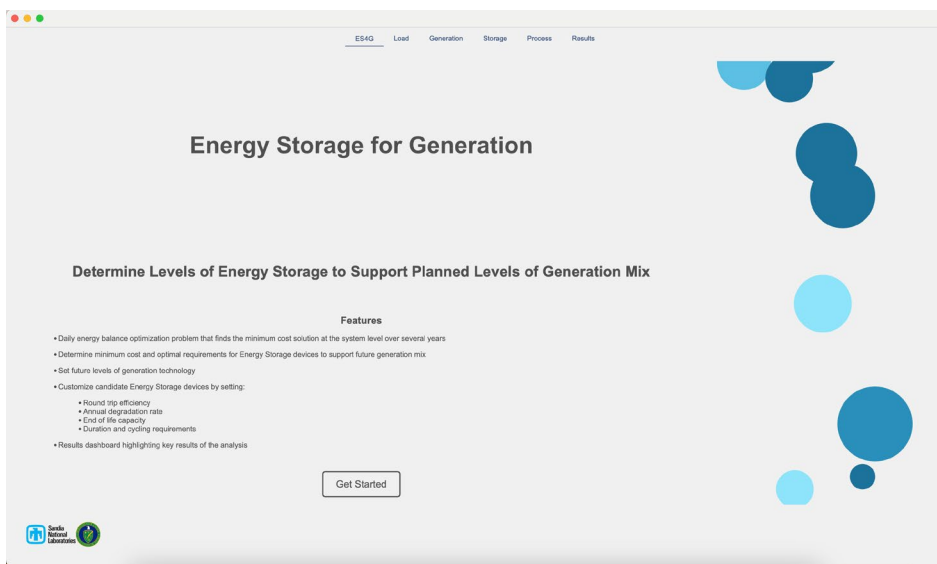 ES4G Load Generation Storage Process Results
Energy Storage for Generation
Determine Levels of Energy Storage to Support Planned Levels of Generation Mix
Features
• Daily energy balance optimization problem that finds the minimum cost solution at the system level over several years
• Determine minimum cost and optimal requirements for Energy Storage devices to support future generation mix
• Set future levels of generation technology
• Customize candidate Energy Storage devices by setting:
• Round trip efficiency
• Annual degradation rate
• End of life capacity
• Duration and cycling requirements
• Results dashboard highlighting key results of the analysis
Get Started
Sandia
National
Laboratories